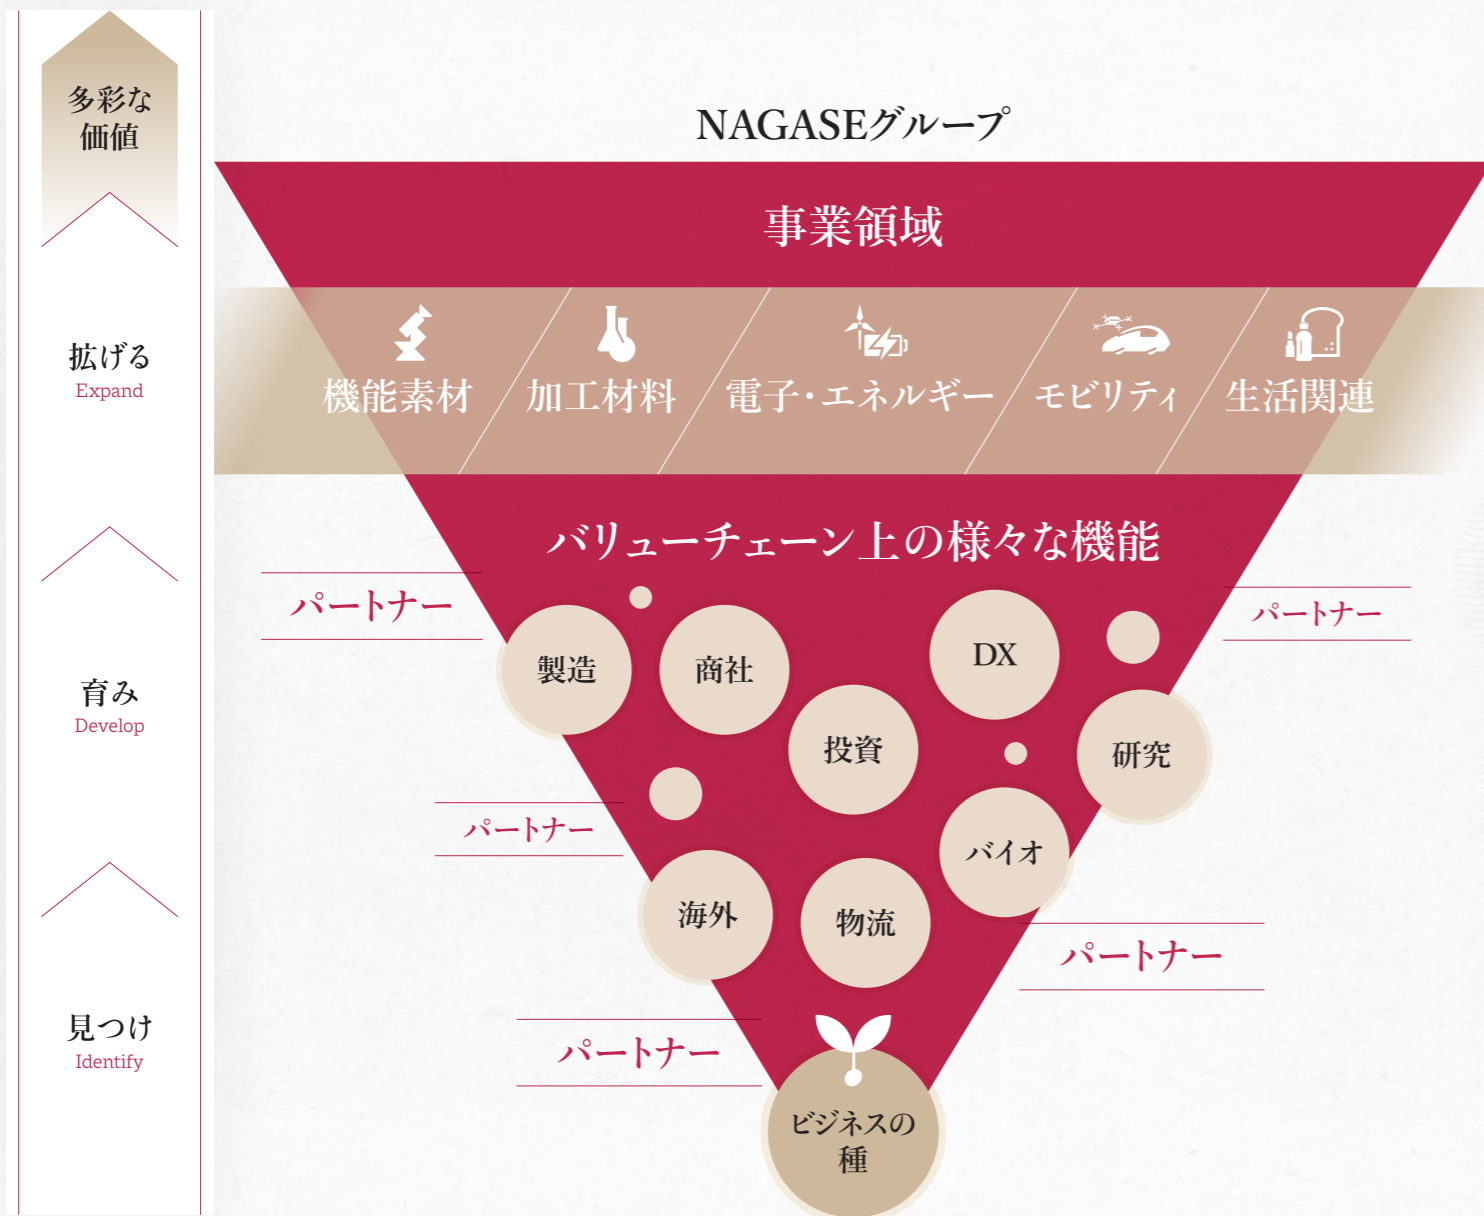 多彩な
価値
拡げる
Expand
育み
Develop
見つけ
Identify
NAGASEグループ
事業領域
機能素材
加工材料
電子・エネルギー
モビリティ
生活関連
バリューチェーン上の様々な機能
パートナー
パートナー
製造
商社
DX
投資
研究
パートナー
バイオ
海外
物流
パートナー
パートナー
ビジネスの
種